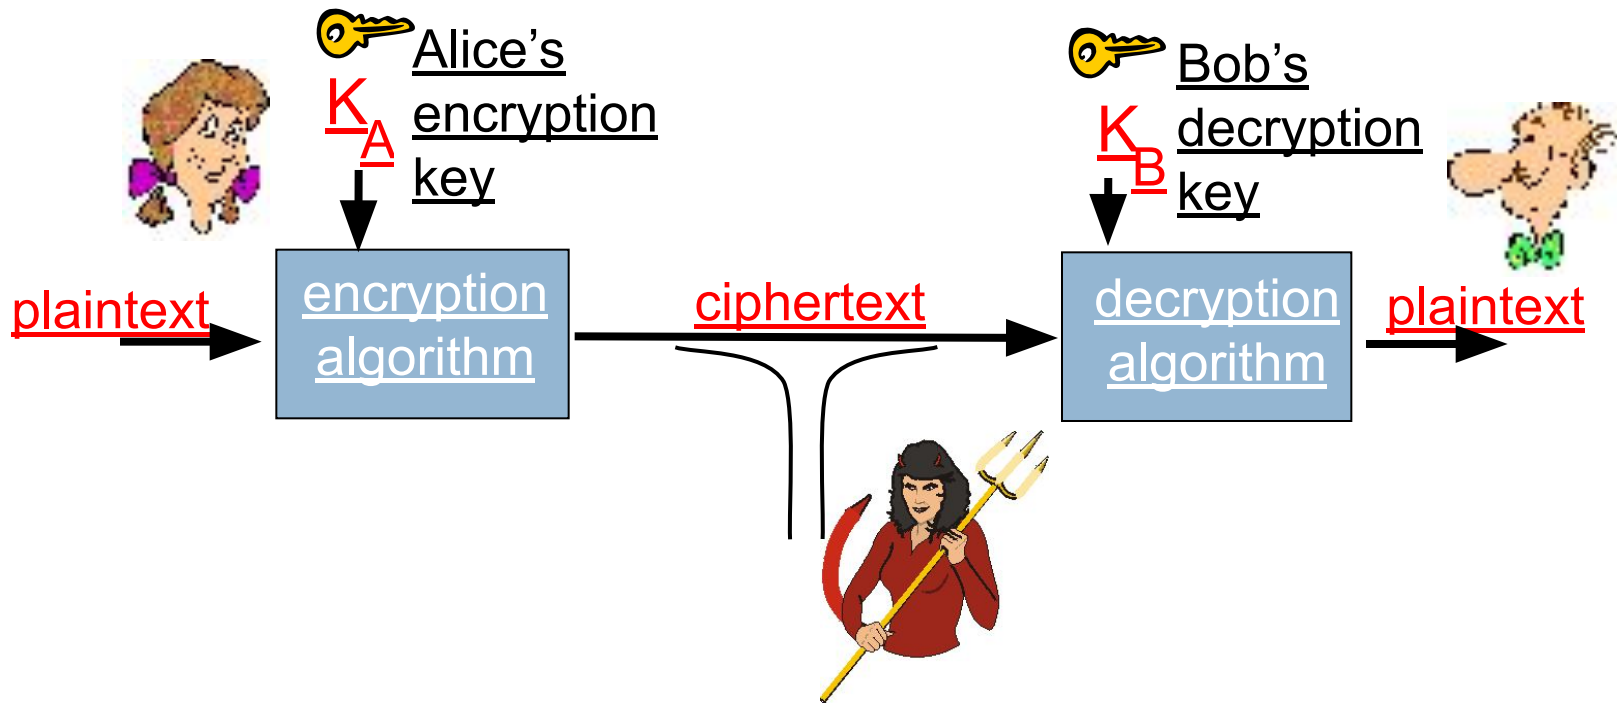 Alice's
encryption
key
K
A
Bob's
decryption
key
K
B
plaintext
encryption
algorithm
ciphertext
decryption
algorithm
plaintext